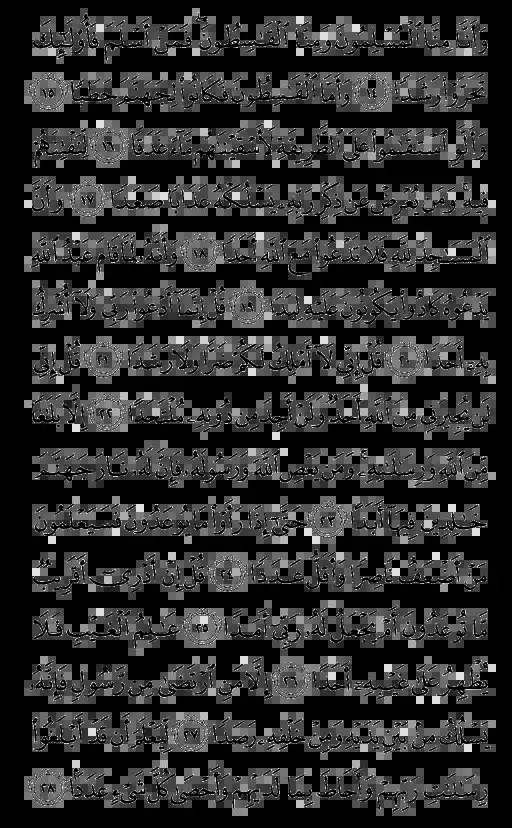 وَأَنَّا مِنَّا ٱلْمُسْلِمُونَ وَمِنَّا ٱلْقَٰسِطُونَ فَمَنْ أَسْلَمَ فَأُو۟لَٰٓئِكَ
تَحَرَّوْا۟ رَشَدًا ١٤ وَأَمَّا ٱلْقَٰسِطُونَ فَكَانُوا۟ لِجَهَنَّمَ حَطَبًا ١٥
وَأَلَّوِ ٱسْتَقَٰمُوا۟ عَلَى ٱلطَّرِيقَةِ لَأَسْقَيْنَٰهُم مَّآءً غَدَقًا ١٦ لِّنَفْتِنَهُمْ
فِيهِ وَمَن يُعْرِضْ عَن ذِكْرِ رَبِّهِۦ يَسْلُكْهُ عَذَابًا صَعَدًا ١٧ وَأَنَّ
ٱلْمَسَٰجِدَ لِلَّهِ فَلَا تَدْعُوا۟ مَعَ ٱللَّهِ أَحَدًا ١٨ وَأَنَّهُۥ لَمَّا قَامَ عَبْدُ ٱللَّهِ
يَدْعُوهُ كَادُوا۟ يَكُونُونَ عَلَيْهِ لِبَدًا ١٩ قُلْ إِنَّمَآ أَدْعُوا۟ رَبِّى وَلَآ أُشْرِكُ
بِهِۦٓ أَحَدًا ٢٠ قُلْ إِنِّى لَآ أَمْلِكُ لَكُمْ ضَرًّا وَلَا رَشَدًا ٢١ قُلْ إِنِّى
لَن يُجِيرَنِى مِنَ ٱللَّهِ أَحَدٌ وَلَنْ أَجِدَ مِن دُونِهِۦ مُلْتَحَدًا ٢٢ إِلَّا بَلَٰغًا
مِّنَ ٱللَّهِ وَرِسَٰلَٰتِهِۦ وَمَن يَعْصِ ٱللَّهَ وَرَسُولَهُۥ فَإِنَّ لَهُۥ نَارَ جَهَنَّمَ
خَٰلِدِينَ فِيهَآ أَبَدًا ٢٣ حَتَّىٰٓ إِذَا رَأَوْا۟ مَا يُوعَدُونَ فَسَيَعْلَمُونَ
مَنْ أَضْعَفُ نَاصِرًا وَأَقَلُّ عَدَدًا ٢٤ قُلْ إِنْ أَدْرِىٓ أَقَرِيبٌ
مَّا تُوعَدُونَ أَمْ يَجْعَلُ لَهُۥ رَبِّىٓ أَمَدًا ٢٥ عَٰلِمُ ٱلْغَيْبِ فَلَا
يُظْهِرُ عَلَىٰ غَيْبِهِۦٓ أَحَدًا ٢٦ إِلَّا مَنِ ٱرْتَضَىٰ مِن رَّسُولٍ فَإِنَّهُۥ
يَسْلُكُ مِنۢ بَيْنِ يَدَيْهِ وَمِنْ خَلْفِهِۦ رَصَدًا ٢٧ لِّيَعْلَمَ أَن قَدْ أَبْلَغُوا۟
رِسَٰلَٰتِ رَبِّهِمْ وَأَحَاطَ بِمَا لَدَيْهِمْ وَأَحْصَىٰ كُلَّ شَىْءٍ عَدَدًۢا ٢٨